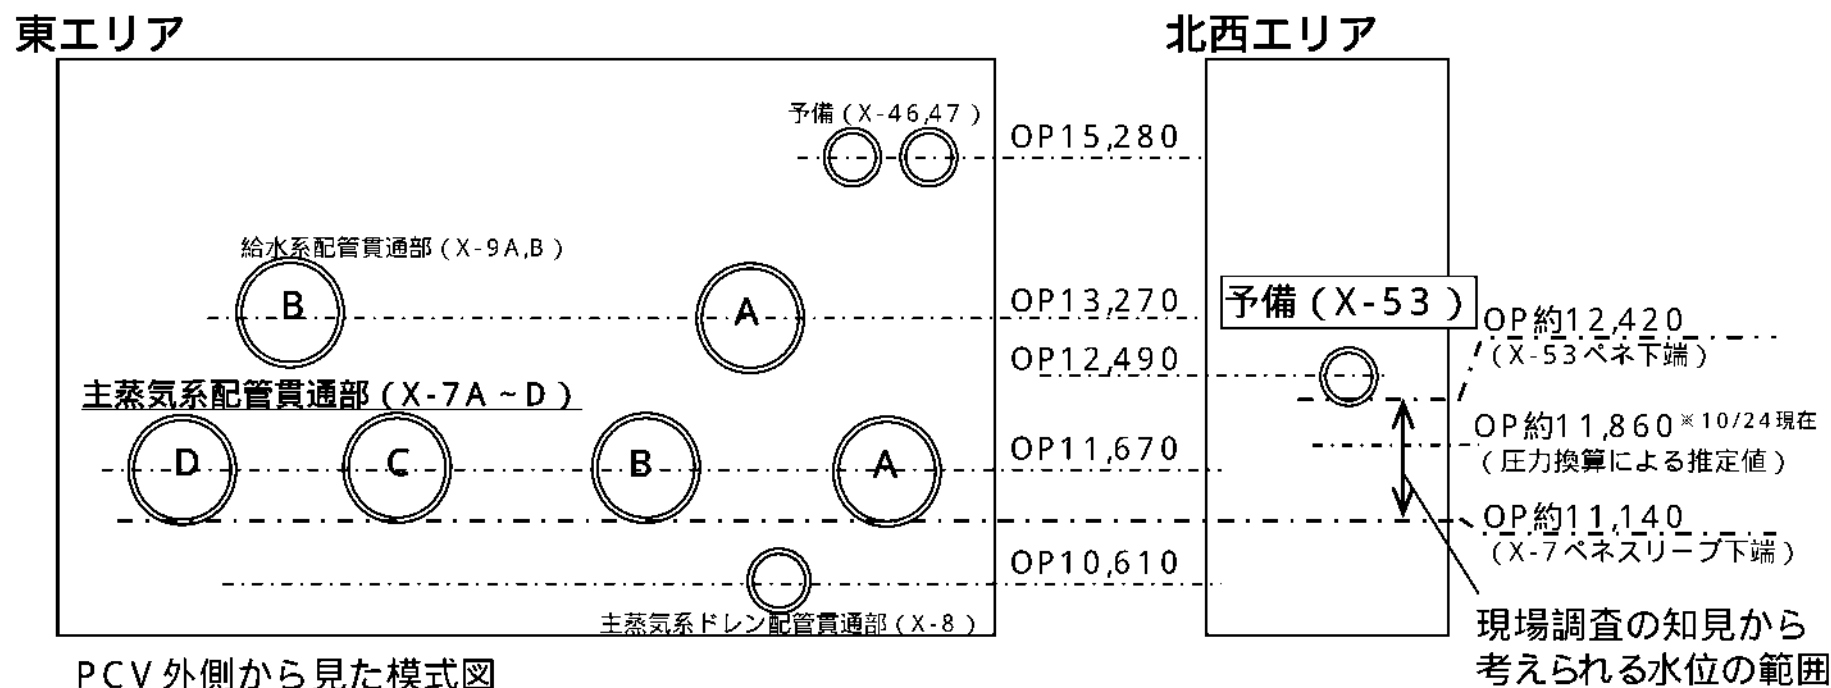 東エリア
北西エリア
予備(X-46,47)
OP15,280
給水系配管貫通部(X-9A,B)
B
A
OP13,270
予備(X-53)
OP約12,420
(X-53ペネ下端)
OP12,490
主蒸気系配管貫通部(X-7A~D)
D
C
B
A
OP11,670
OP約11,860※10/24現在
(圧力換算による推定値)
OP約11,140
(X-7ペネスリーブ下端)
OP10,610
主蒸気系ドレン配管貫通部(X-8)
現場調査の知見から
考えられる水位の範囲
PCV外側から見た模式図